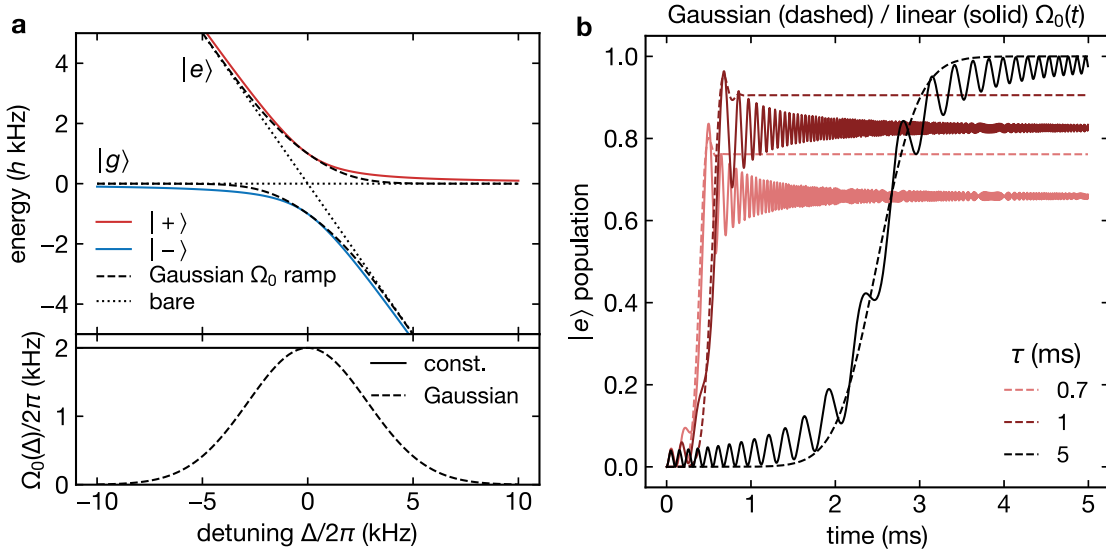 a
energy (h kHz)
4
2
0
−2
−4
|e⟩
|g⟩
|+⟩
|−⟩
Gaussian Ω₀ ramp
bare
Ω₀(Δ)/2π (kHz)
2
1
0
const.
Gaussian
−10 −5 0 5 10
detuning Δ/2π (kHz)
b
Gaussian (dashed) / linear (solid) Ω₀(t)
|e⟩ population
1.0
0.8
0.6
0.4
0.2
0.0
τ (ms)
0.7
1
5
0 1 2 3 4 5
time (ms)